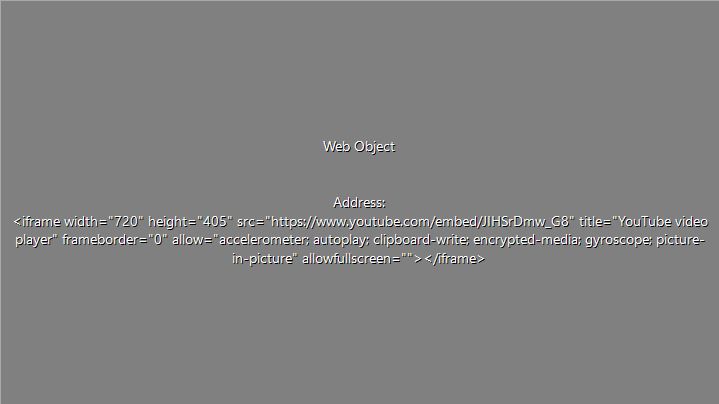 Web Object
Address:
<iframe width="720" height="405" src="https://www.youtube.com/embed/JIHSrDmw_G8" title="YouTube video
player" frameborder="0" allow="accelerometer; autoplay; clipboard-write; encrypted-media; gyroscope; picture-
in-picture" allowfullscreen=""></iframe>